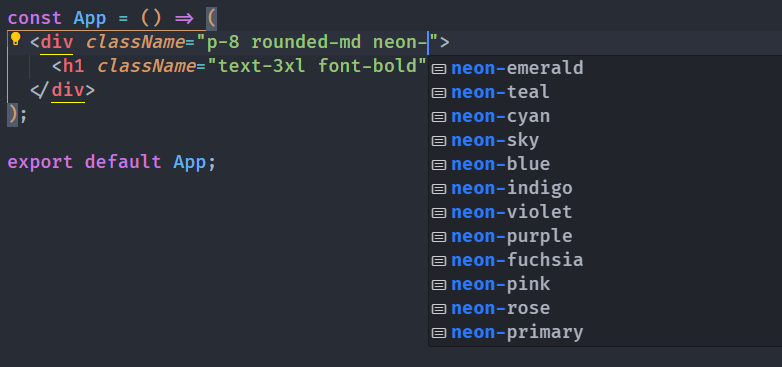 const App = () => (
<div className="p-8 rounded-md neon-">
<h1 className="text-3xl font-bold"
</div>
);
export default App;
neon-emerald
neon-teal
neon-cyan
neon-sky
neon-blue
neon-indigo
neon-violet
neon-purple
neon-fuchsia
neon-pink
neon-rose
neon-primary